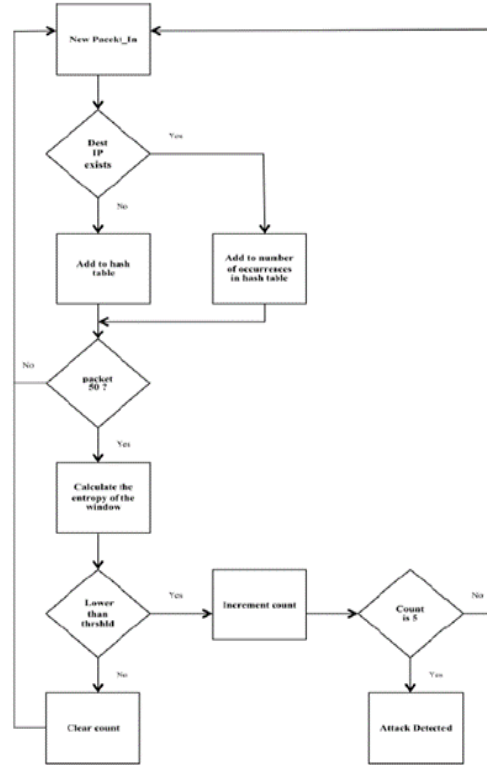 New Pacekt_In
Dest
IP
exists
Yes
No
Add to hash
table
Add to number
of occurrences
in hash table
No
packet
50 ?
Yes
Calculate the
entropy of the
window
Lower
than
thrshld
Yes
Increment count
Count
is 5
No
No
Yes
Clear count
Attack Detected